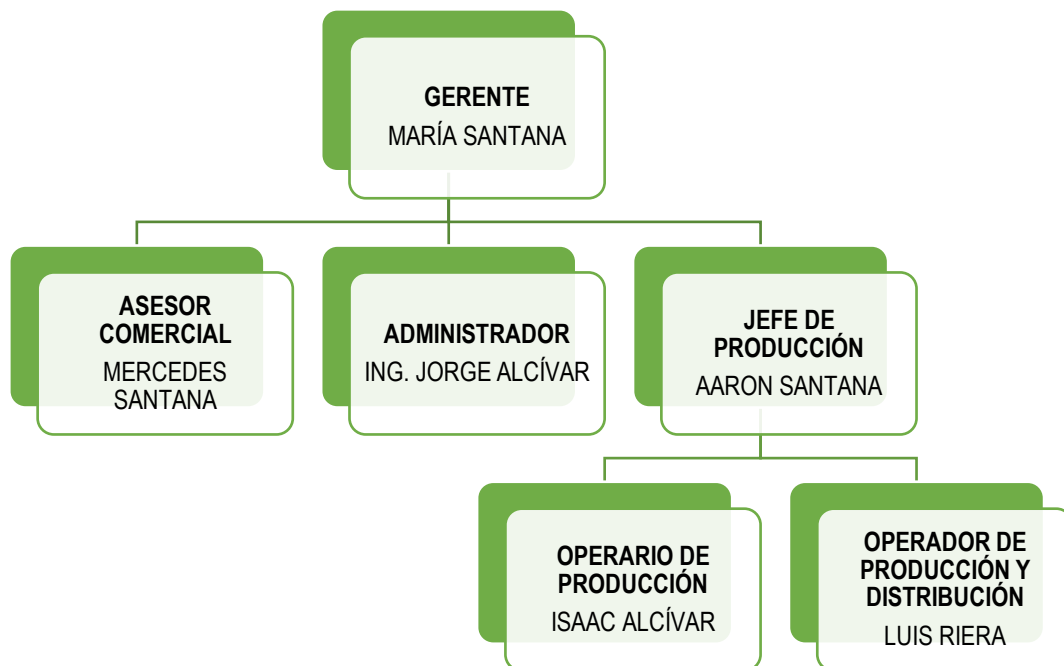 GERENTE
MARÍA SANTANA
ASESOR
COMERCIAL
MERCEDES
SANTANA
ADMINISTRADOR
ING. JORGE ALCÍVAR
JEFE DE
PRODUCCIÓN
AARON SANTANA
OPERARIO DE
PRODUCCIÓN
ISAAC ALCÍVAR
OPERADOR DE
PRODUCCIÓN Y
DISTRIBUCIÓN
LUIS RIERA